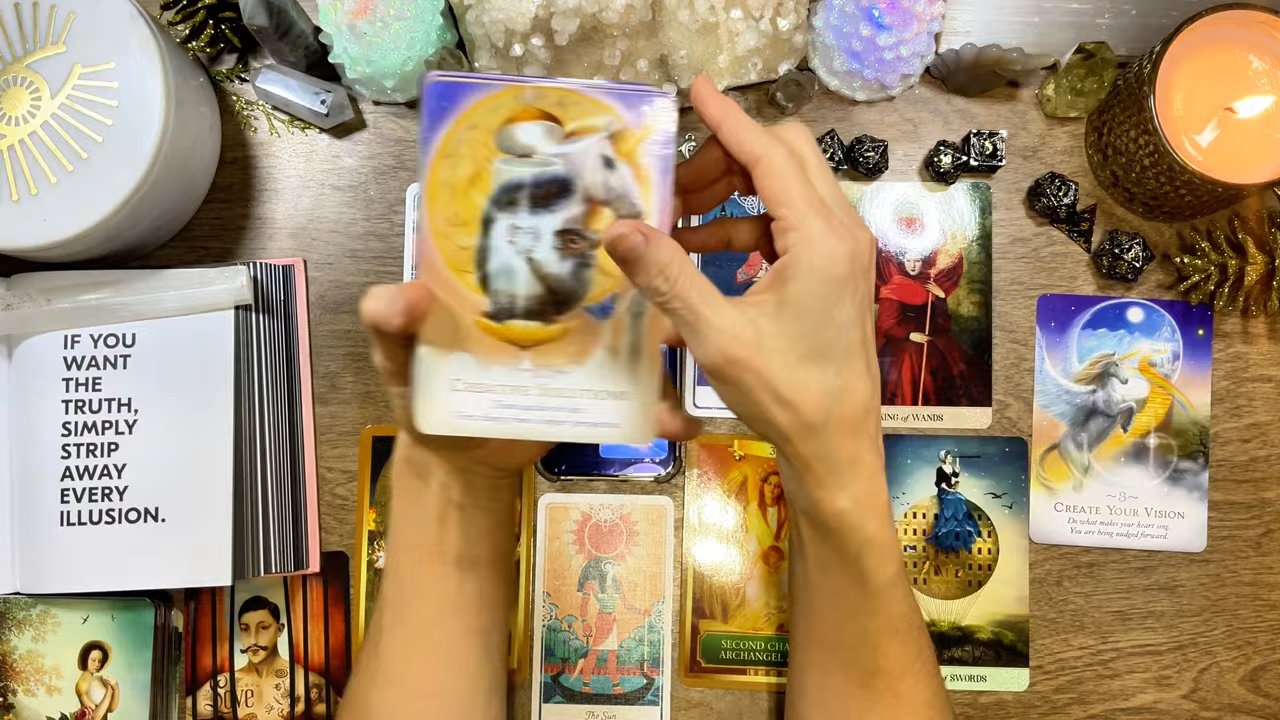 IF YOU
WANT
THE
TRUTH,
SIMPLY
STRIP
AWAY
EVERY
ILLUSION.
KING of WANDS
~3~
CREATE YOUR VISION
Do what makes your heart sing.
You are being nudged forward.
SECOND CHA
ARCHANGEL
of SWORDS
The Sun
Love